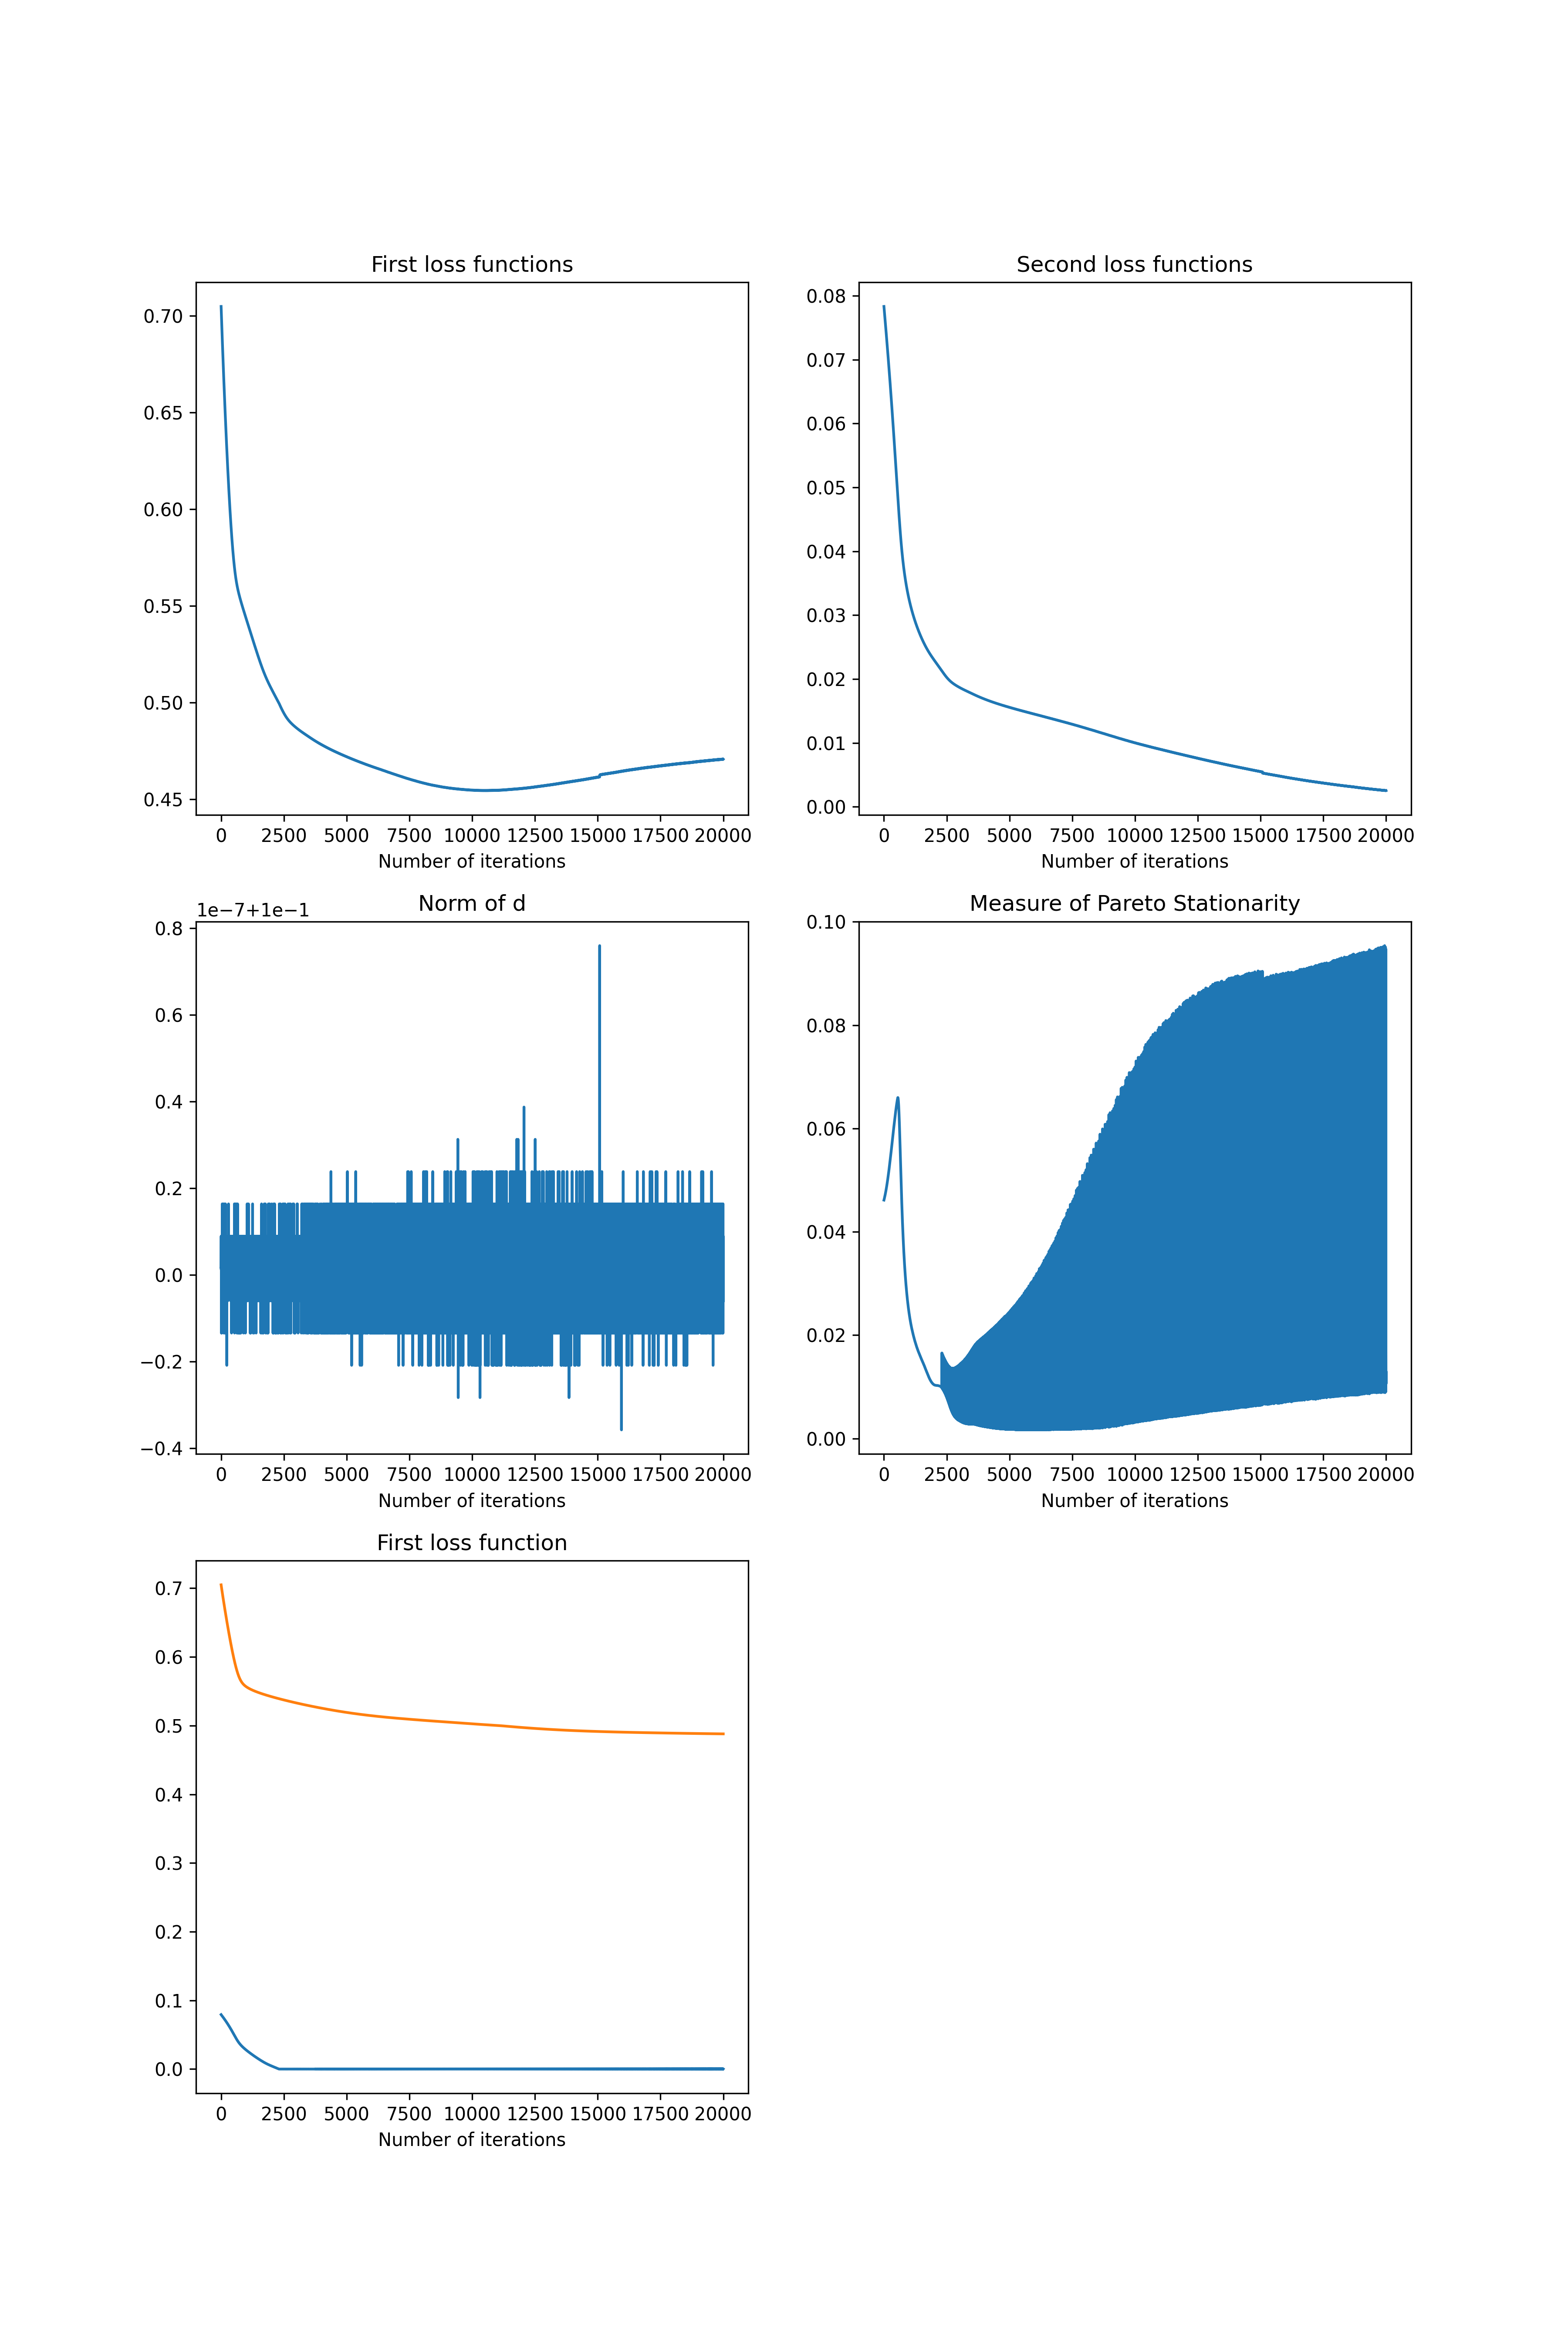 First loss functions
0.70
0.65
0.60
0.55
0.50
0.45
0 2500 5000 7500 10000 12500 15000 17500 20000
Number of iterations
Second loss functions
0.08
0.07
0.06
0.05
0.04
0.03
0.02
0.01
0.00
0 2500 5000 7500 10000 12500 15000 17500 20000
Number of iterations
Norm of d
1e−7+1e−1
0.8
0.6
0.4
0.2
0.0
−0.2
−0.4
0 2500 5000 7500 10000 12500 15000 17500 20000
Number of iterations
Measure of Pareto Stationarity
0.10
0.08
0.06
0.04
0.02
0.00
0 2500 5000 7500 10000 12500 15000 17500 20000
Number of iterations
First loss function
0.7
0.6
0.5
0.4
0.3
0.2
0.1
0.0
0 2500 5000 7500 10000 12500 15000 17500 20000
Number of iterations